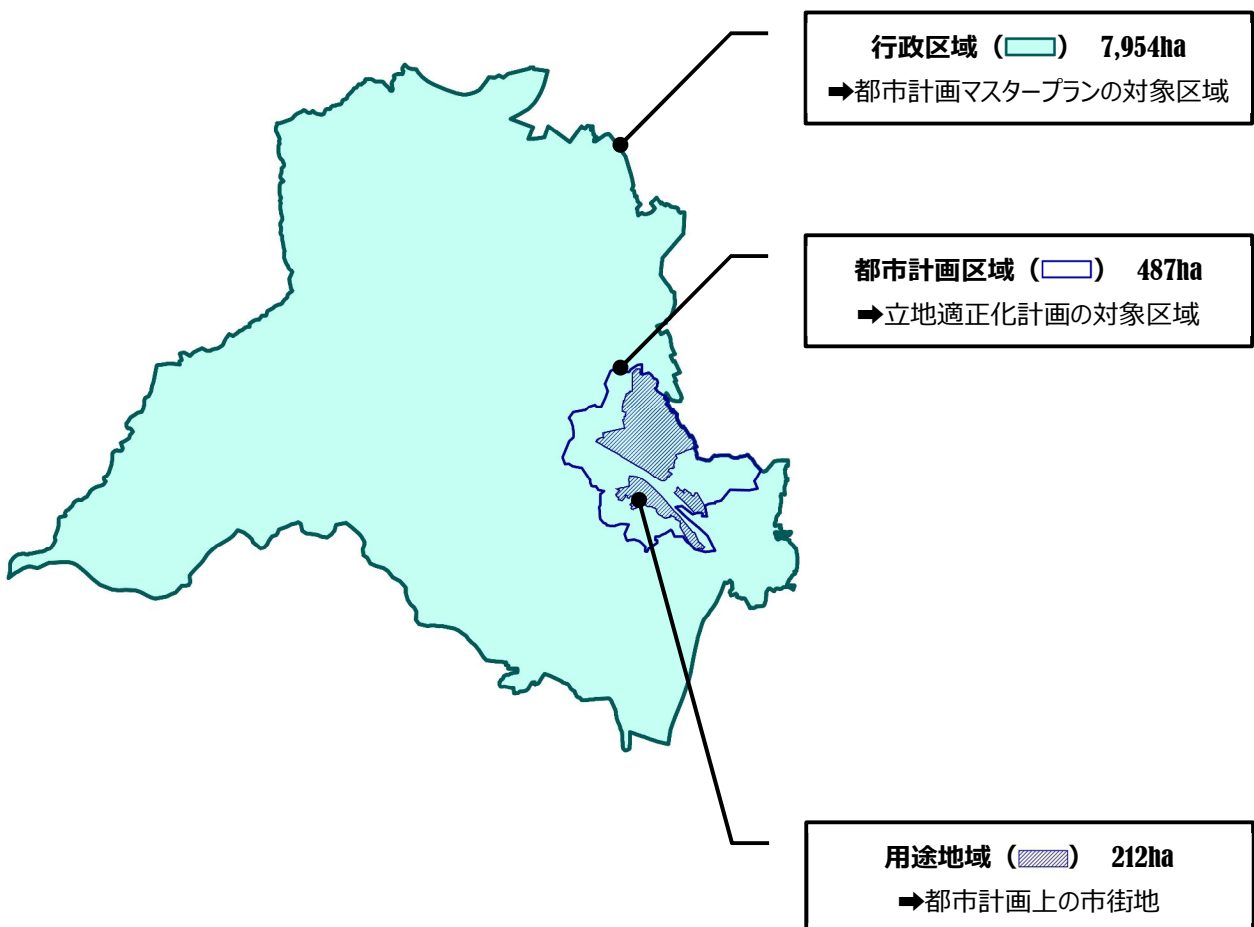 行政区域（）　7,954ha
➡都市計画マスタープランの対象区域
都市計画区域（）　487ha
➡立地適正化計画の対象区域
用途地域（）　212ha
➡都市計画上の市街地